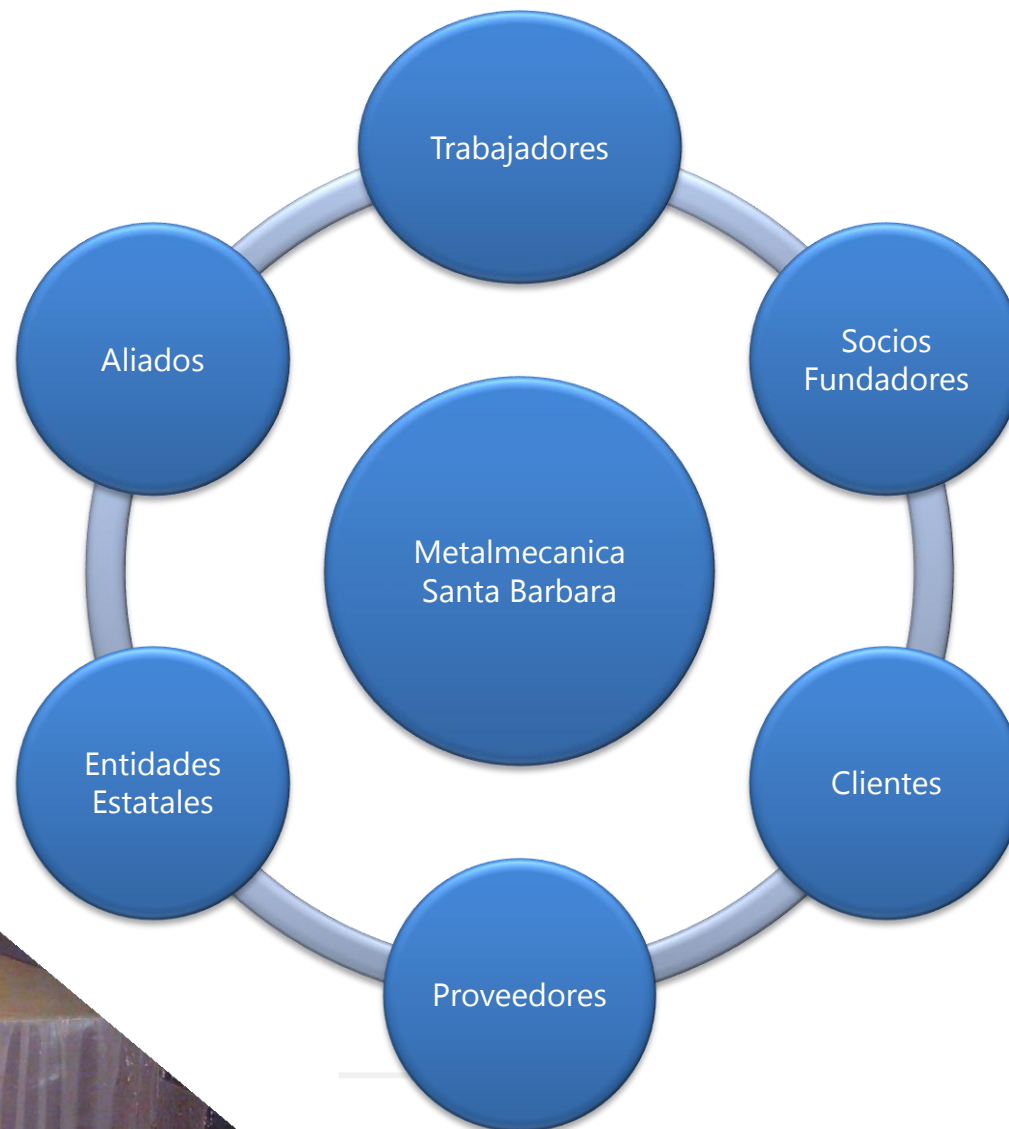 Trabajadores
Aliados
Socios
Fundadores
Metalmecanica
Santa Barbara
Entidades
Estatales
Clientes
Proveedores